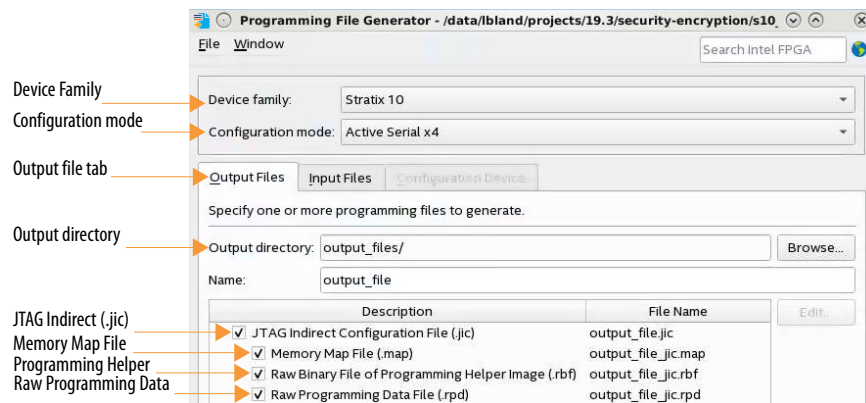 Programming File Generator - /data/lbland/projects/19.3/security-encryption/s10_
File Window
Search Intel FPGA
Device Family
Device family: Stratix 10
Configuration mode
Configuration mode: Active Serial x4
Output file tab
Output Files Input Files Configuration Device
Specify one or more programming files to generate.
Output directory
Output directory: output_files/ Browse...
Name: output_file
Description File Name Edit...
JTAG Indirect (.jic)
JTAG Indirect Configuration File (.jic) output_file.jic
Memory Map File
Memory Map File (.map) output_file_jic.map
Programming Helper
Raw Binary File of Programming Helper Image (.rbf) output_file_jic.rbf
Raw Programming Data
Raw Programming Data File (.rpd) output_file_jic.rpd